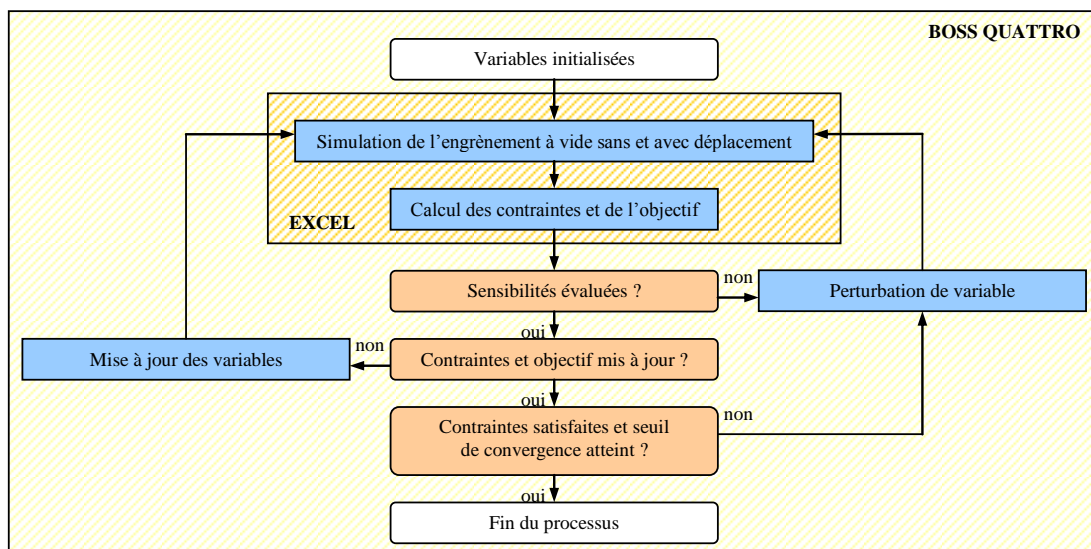 BOSS QUATTRO
Variables initialisées
Simulation de l'engrènement à vide sans et avec déplacement
Calcul des contraintes et de l'objectif
EXCEL
Sensibilités évaluées ?
non
Perturbation de variable
oui
Mise à jour des variables
non
Contraintes et objectif mis à jour ?
oui
Contraintes satisfaites et seuil
de convergence atteint ?
non
oui
Fin du processus